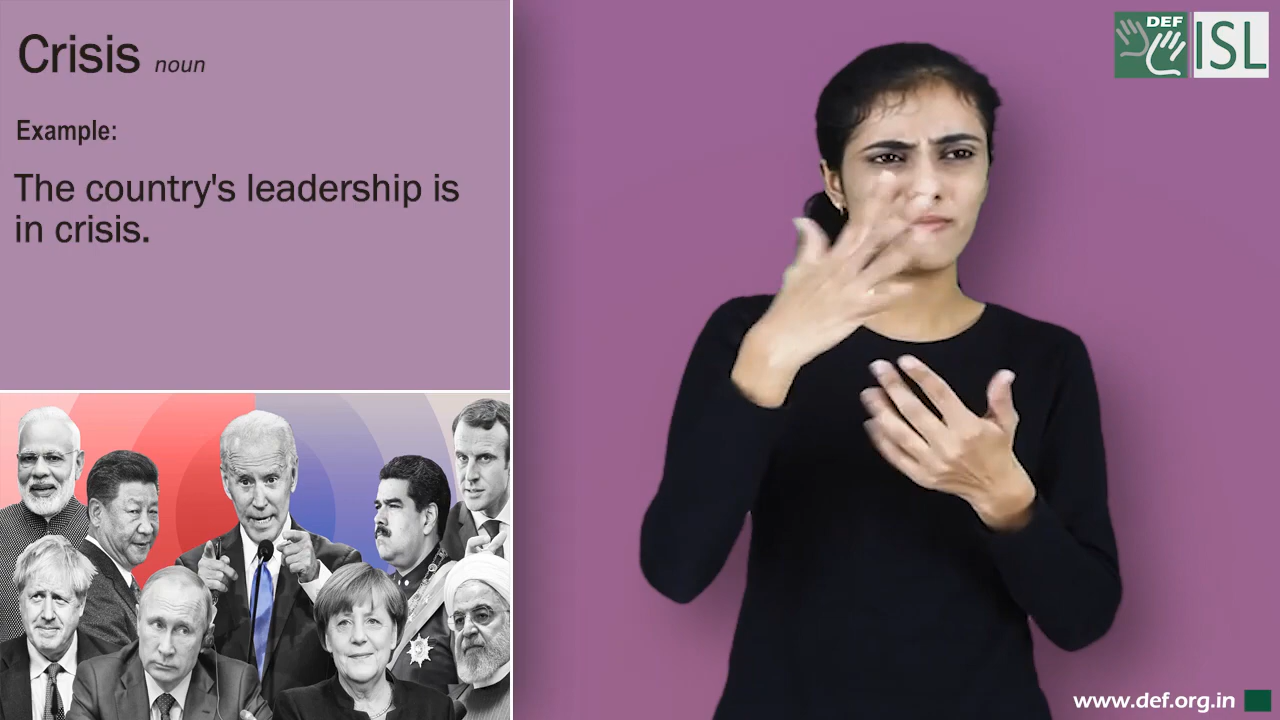 Crisis noun
Example:
The country's leadership is
in crisis.
DEF
ISL
www.def.org.in